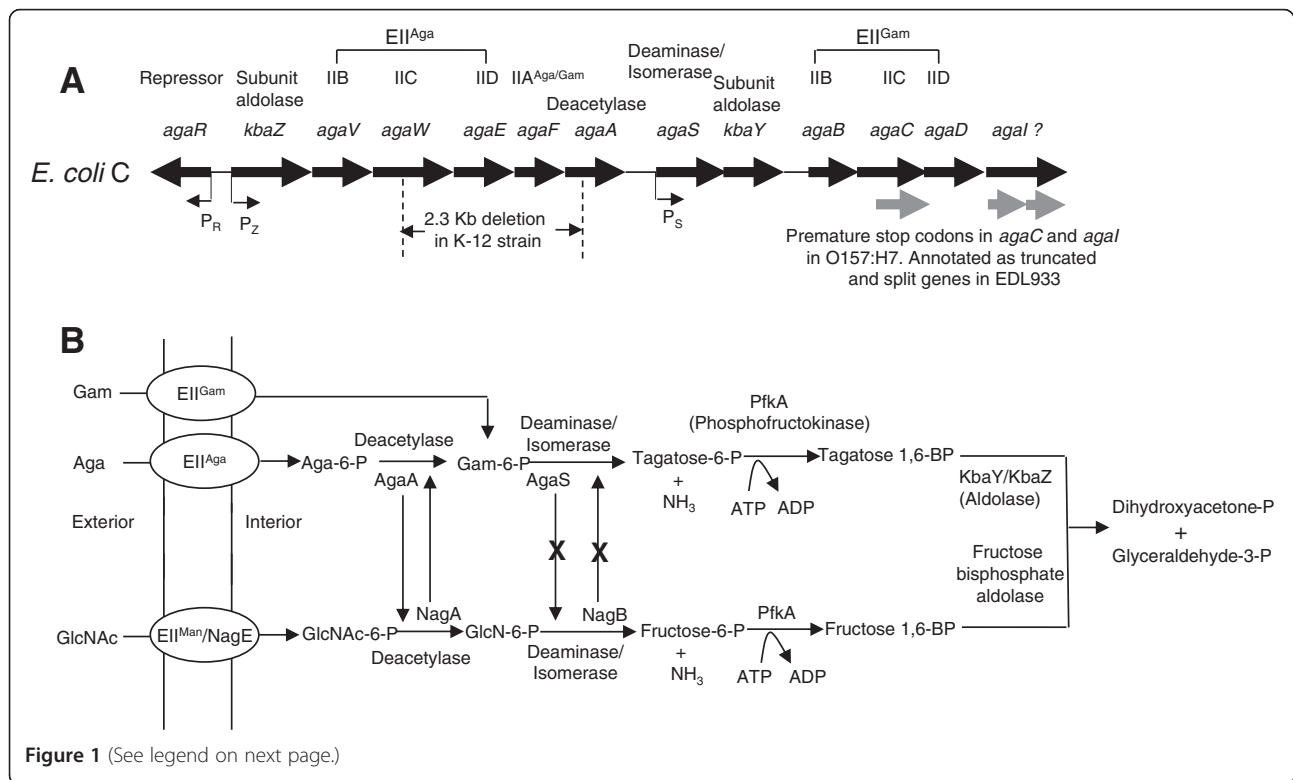 A
EII^Aga
EII^Gam
Deaminase/
Isomerase
Repressor
Subunit
aldolase
IIB IIC IID IIA^Aga/Gam
Deacetylase
Subunit
aldolase
IIB IIC IID
agaR kbaZ agaV agaW agaE agaF agaA agaS kbaY agaB agaC agaD agaI ?
E. coli C
P_R P_Z
2.3 Kb deletion
in K-12 strain
P_S
Premature stop codons in agaC and agaI
in O157:H7. Annotated as truncated
and split genes in EDL933
B
Gam EII^Gam
PfkA
(Phosphofructokinase)
Deacetylase
Deaminase/
Isomerase
Aga EII^Aga Aga-6-P Gam-6-P Tagatose-6-P Tagatose 1,6-BP
AgaA AgaS
+
NH3
ATP ADP
KbaY/KbaZ
(Aldolase)
Exterior Interior
Dihydroxyacetone-P
+
Glyceraldehyde-3-P
X X
Fructose
bisphosphate
aldolase
NagA NagB PfkA
GlcNAc EII^Man/NagE GlcNAc-6-P GlcN-6-P Fructose-6-P Fructose 1,6-BP
Deacetylase
Deaminase/
Isomerase
+
NH3
ATP ADP
Figure 1 (See legend on next page.)